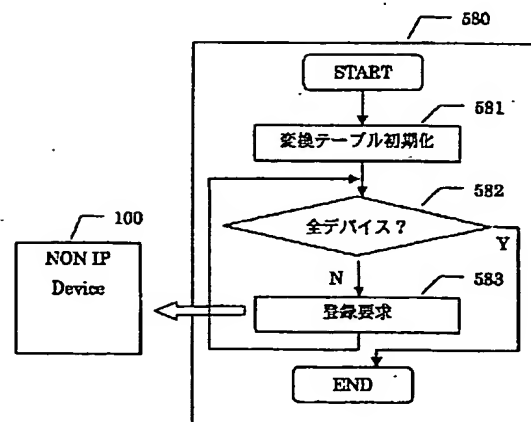 580
START
581
変換テーブル初期化
582
全デバイス?
Y
100
NON IP
Device
N
583
登録要求
END